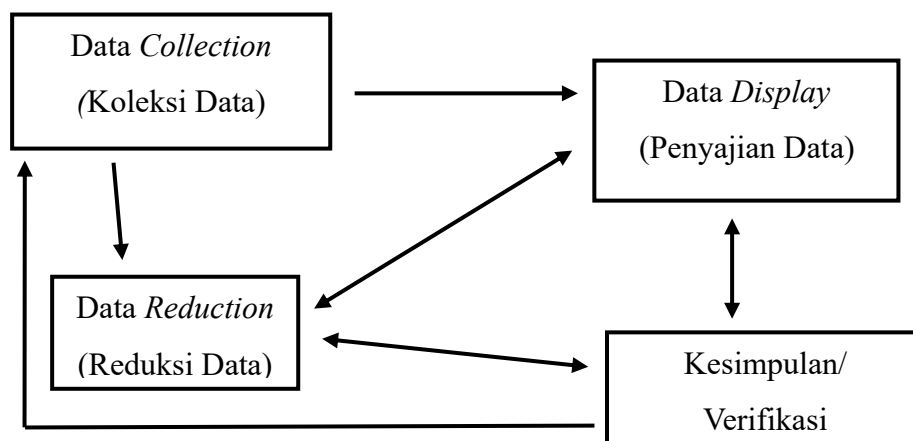 Data Collection
(Koleksi Data)
Data Display
(Penyajian Data)
Data Reduction
(Reduksi Data)
Kesimpulan/
Verifikasi